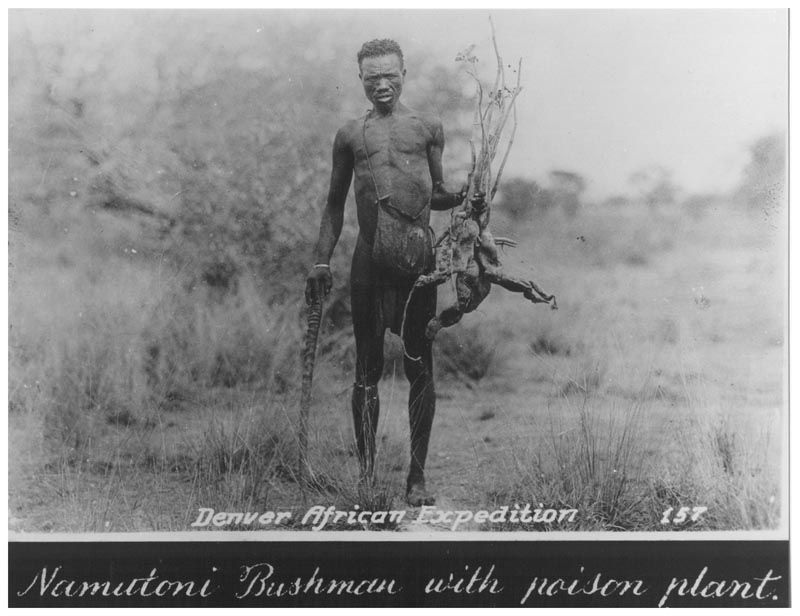 Denver African Expedition 157
Namutoni Bushman with poison plant.